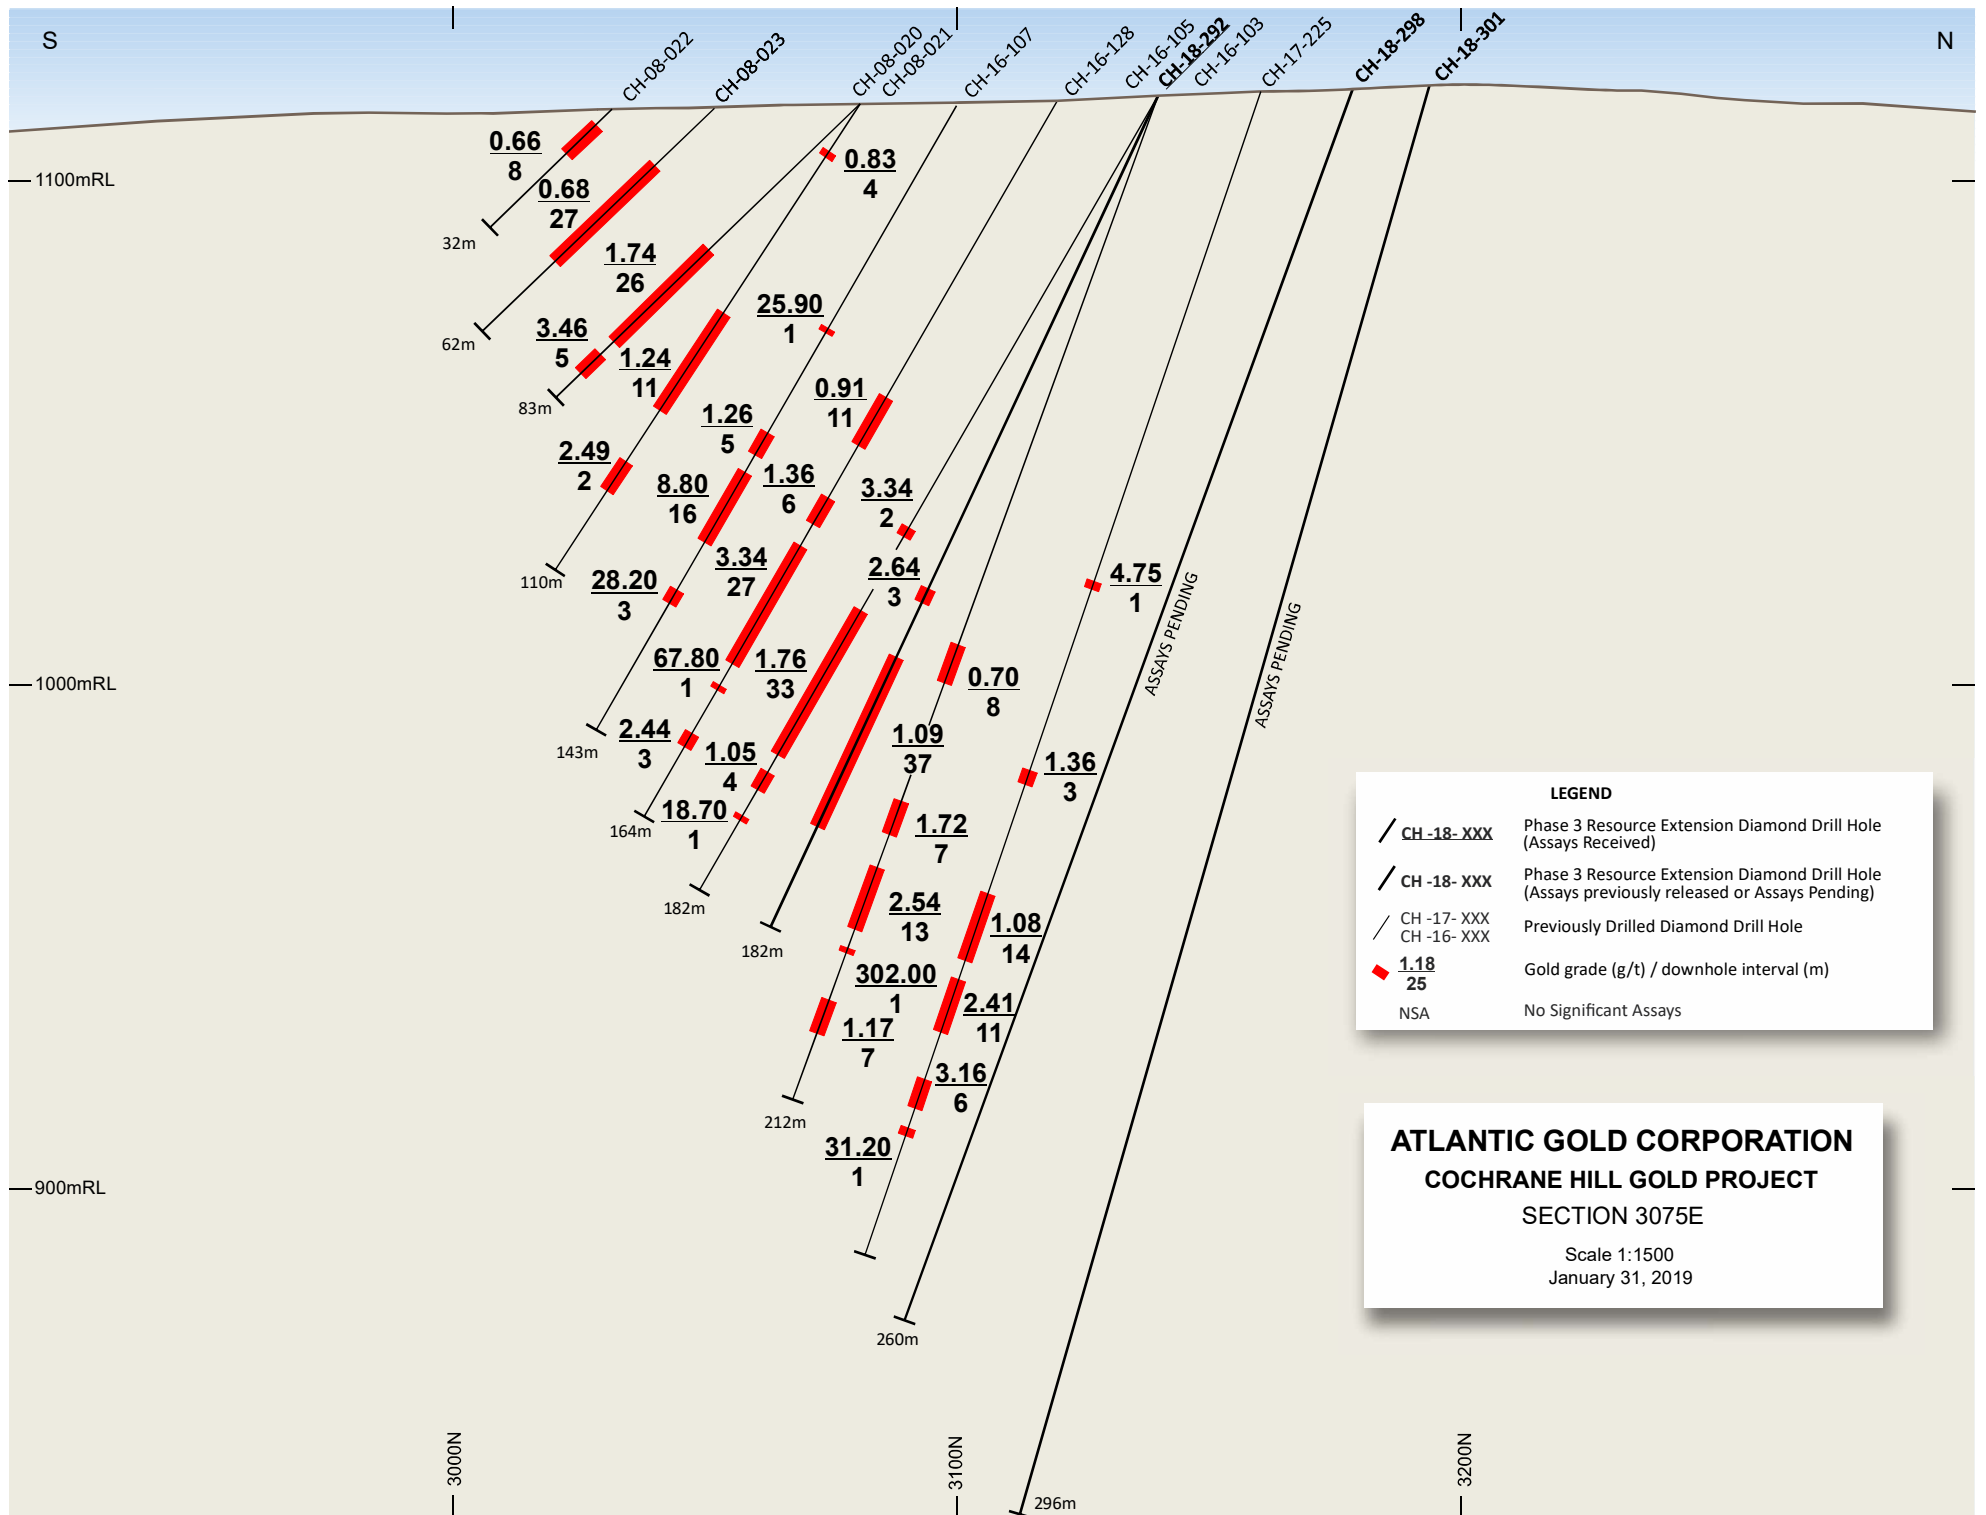 S
N
CH-08-022
CH-08-023
CH-08-020
CH-08-021
CH-16-107
CH-16-128
CH-16-105
CH-18-292
CH-16-103
CH-17-225
CH-18-298
CH-18-301
1100mRL
1000mRL
900mRL
0.66
8
0.68
27
32m
62m
0.83
4
1.74
26
3.46
5
83m
1.24
11
2.49
2
110m
25.90
1
1.26
5
8.80
16
28.20
3
143m
0.91
11
1.36
6
3.34
27
67.80
1
2.44
3
164m
3.34
2
1.76
33
1.05
4
18.70
1
182m
2.64
3
1.09
37
182m
0.70
8
1.72
7
2.54
13
302.00
1
1.17
7
212m
4.75
1
1.36
3
1.08
14
2.41
11
3.16
6
31.20
1
ASSAYS PENDING
260m
ASSAYS PENDING
296m
3000N
3100N
3200N
LEGEND
CH -18- XXX
Phase 3 Resource Extension Diamond Drill Hole
(Assays Received)
CH -18- XXX
Phase 3 Resource Extension Diamond Drill Hole
(Assays previously released or Assays Pending)
CH -17- XXX
CH -16- XXX
Previously Drilled Diamond Drill Hole
1.18
25
Gold grade (g/t) / downhole interval (m)
NSA
No Significant Assays
ATLANTIC GOLD CORPORATION
COCHRANE HILL GOLD PROJECT
SECTION 3075E
Scale 1:1500
January 31, 2019